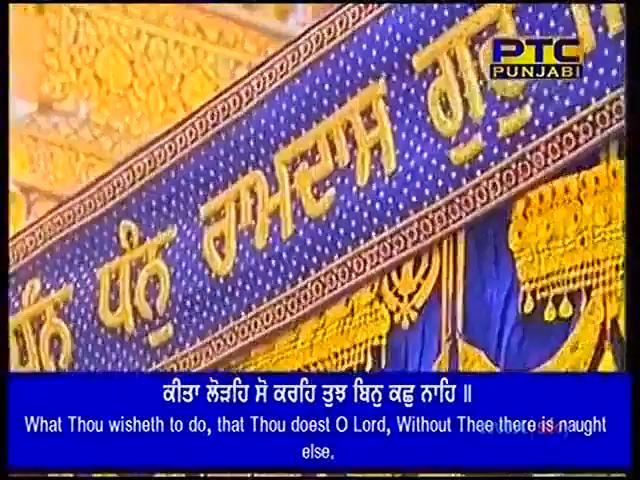 PTC
PUNJABI
ਧੰਨ ਧੰਨੁ ਰਾਮਦਾਸ ਗੁਰੁ
ਕੀਤਾ ਲੋੜਹਿ ਸੋ ਕਰਹਿ ਤੁਝ ਬਿਨੁ ਕਛੁ ਨਾਹਿ ॥
What Thou wisheth to do, that Thou doest O Lord, Without Thee there is naught
else.